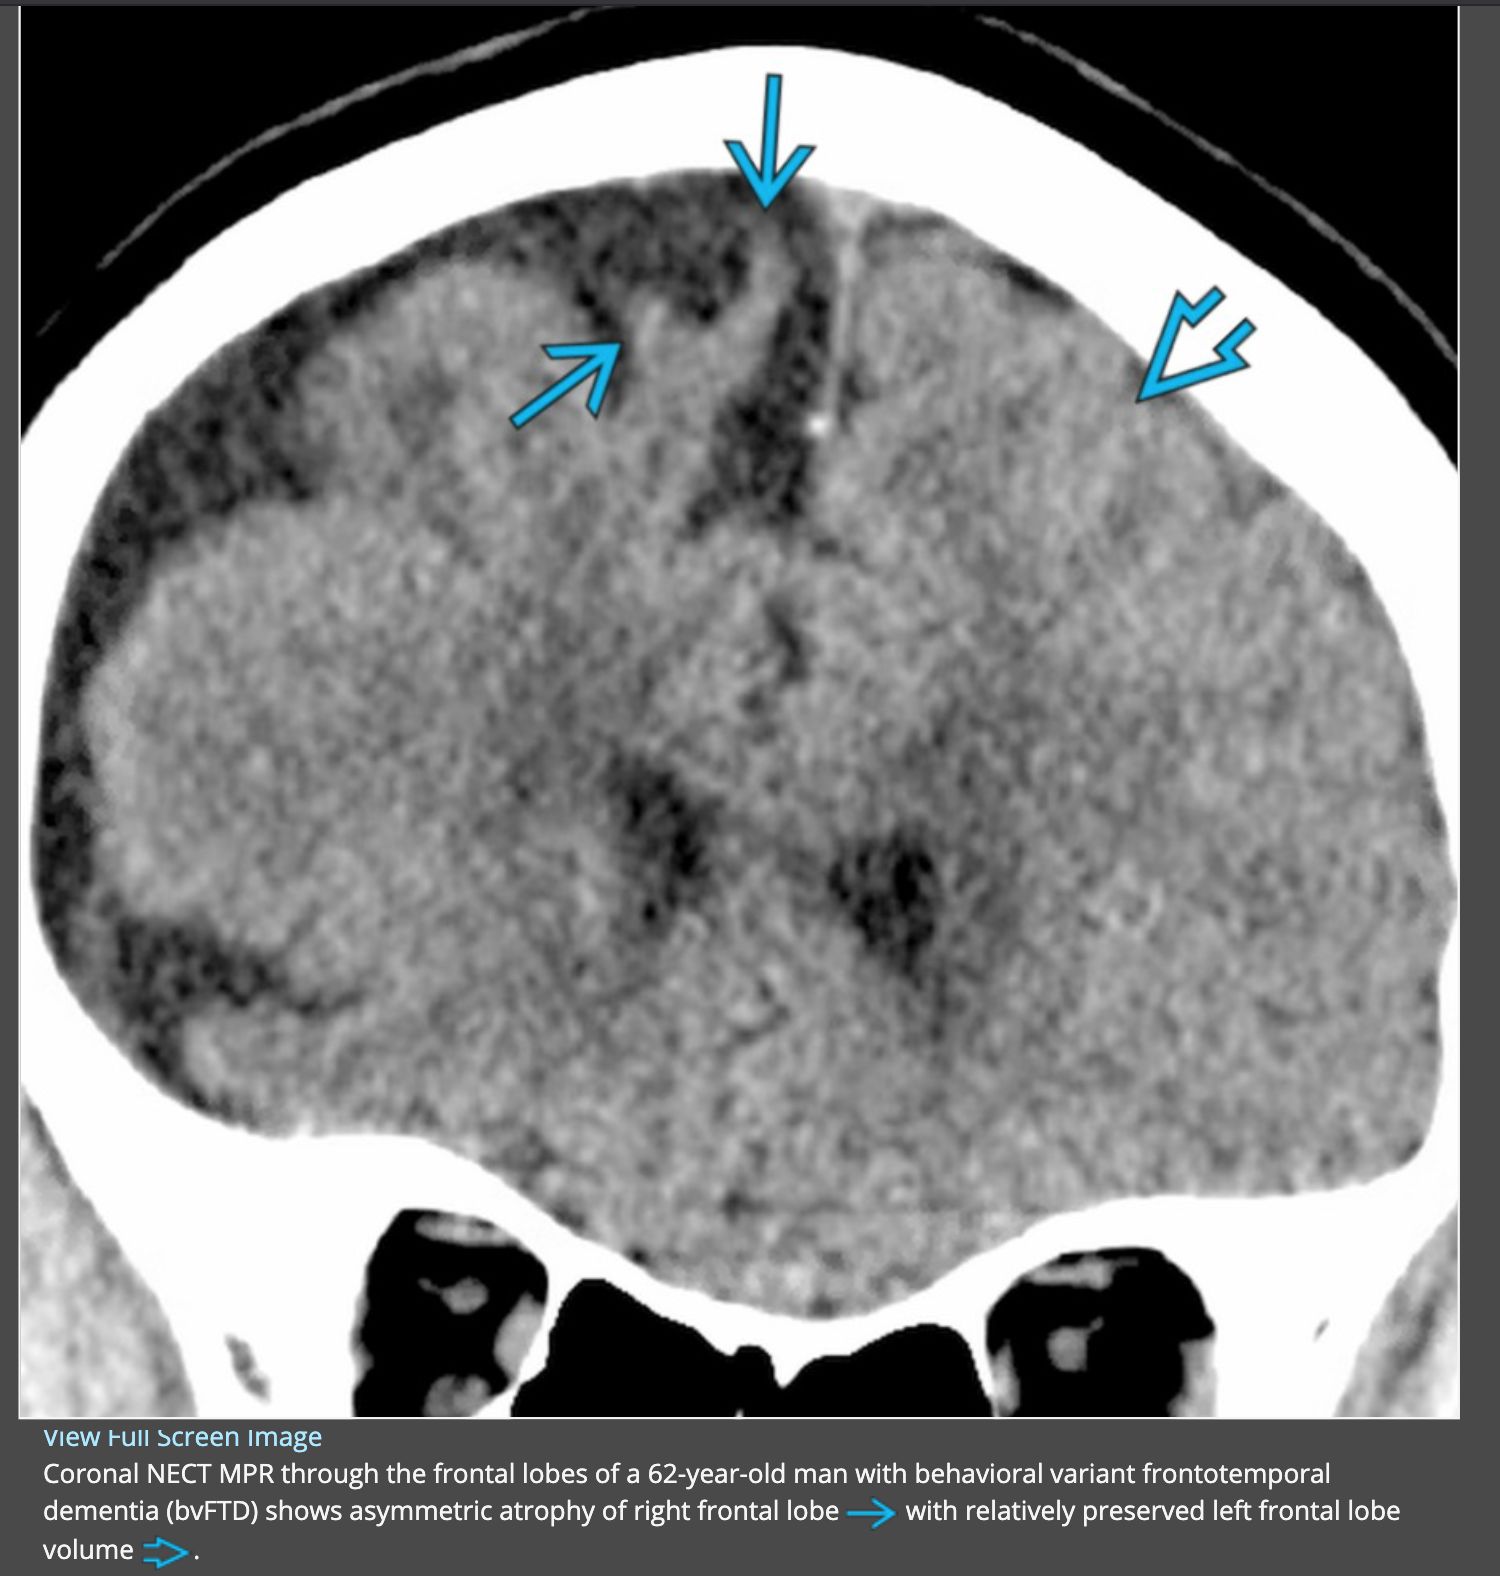 View Full Screen Image
Coronal NECT MPR through the frontal lobes of a 62-year-old man with behavioral variant frontotemporal
dementia (bvFTD) shows asymmetric atrophy of right frontal lobe with relatively preserved left frontal lobe
volume .